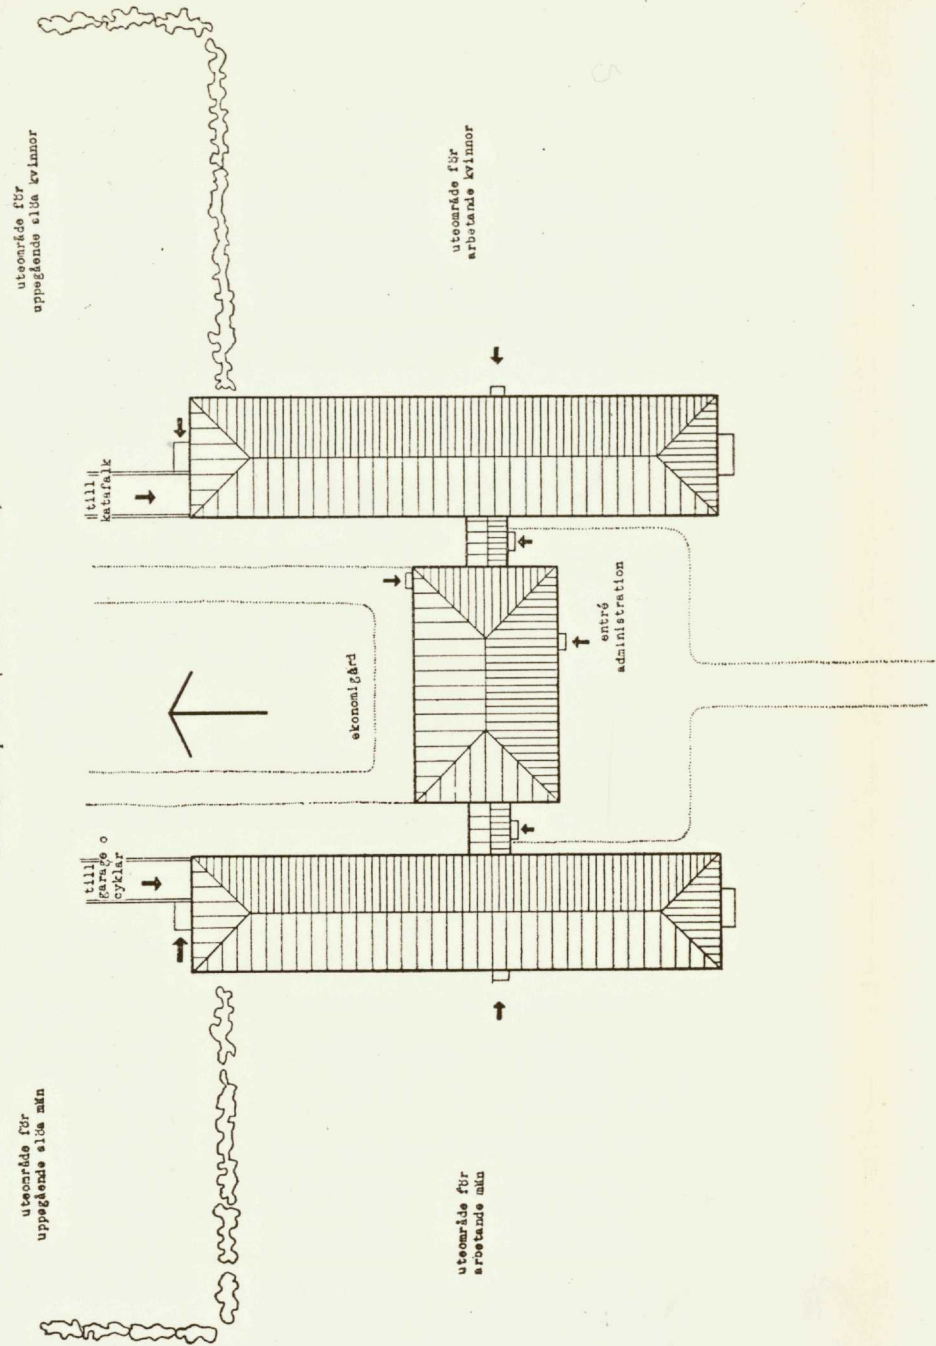 uteområde för
uppegående slöa män
uteområde för
uppegående slöa kvinnor
till
garage o
cyklar
till
katafalk
ekonomigård
uteområde för
arbetande män
uteområde för
arbetande kvinnor
entré
administration